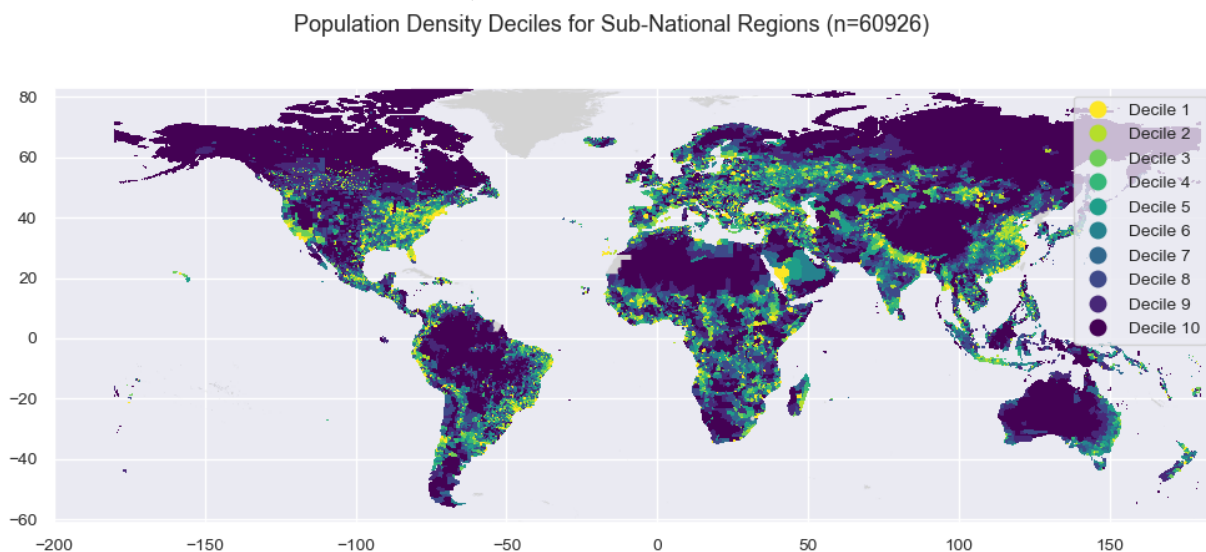 Population Density Deciles for Sub-National Regions (n=60926)
80
60
40
20
0
−20
−40
−60
−200
−150
−100
−50
0
50
100
150
Decile 1
Decile 2
Decile 3
Decile 4
Decile 5
Decile 6
Decile 7
Decile 8
Decile 9
Decile 10